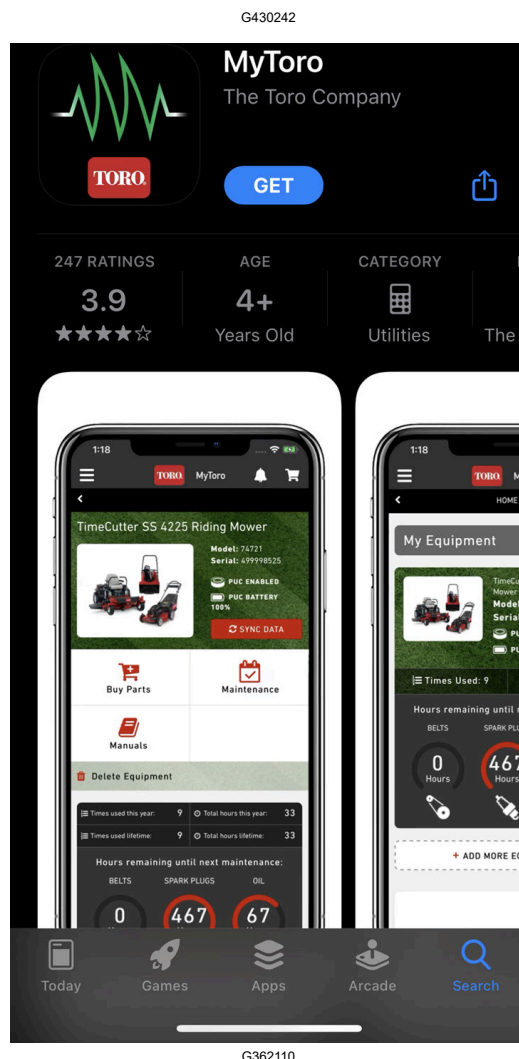 G430242
MyToro
The Toro Company
TORO.
GET
247 RATINGS
AGE
CATEGORY
3.9
4+
Years Old
Utilities
The
1:18
TORO. MyToro
TimeCutter SS 4225 Riding Mower
Model: 74721
Serial: 499998525
PUC ENABLED
PUC BATTERY
100%
SYNC DATA
Buy Parts
Maintenance
Manuals
Delete Equipment
Times used this year: 9 Total hours this year: 33
Times used lifetime: 9 Total hours lifetime: 33
Hours remaining until next maintenance:
BELTS SPARK PLUGS OIL
0 467 67
1:18
TORO.
HOME
My Equipment
Mower
Times Used: 9
Hours remaining until
BELTS
0
467
Hours
Hours
+ ADD MORE
Today
Games
Apps
Arcade
Search
G362110